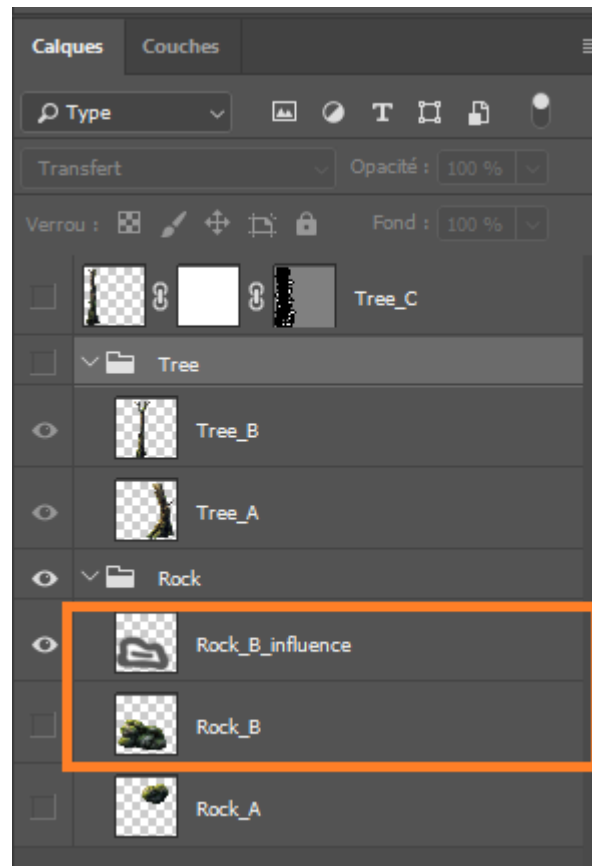 Calques Couches
Type T
Transfert Opacité : 100 %
Verrou : Fond : 100 %
Tree_C
Tree
Tree_B
Tree_A
Rock
Rock_B_influence
Rock_B
Rock_A